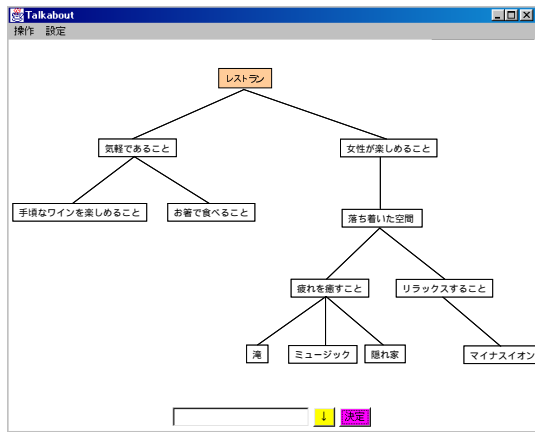 Talkabout
操作 設定
レストラン
気軽であること
女性が楽しめること
手頃なワインを楽しめること
お箸で食べること
落ち着いた空間
疲れを癒すこと
リラックスすること
滝
ミュージック
隠れ家
マイナスイオン
↓
決定